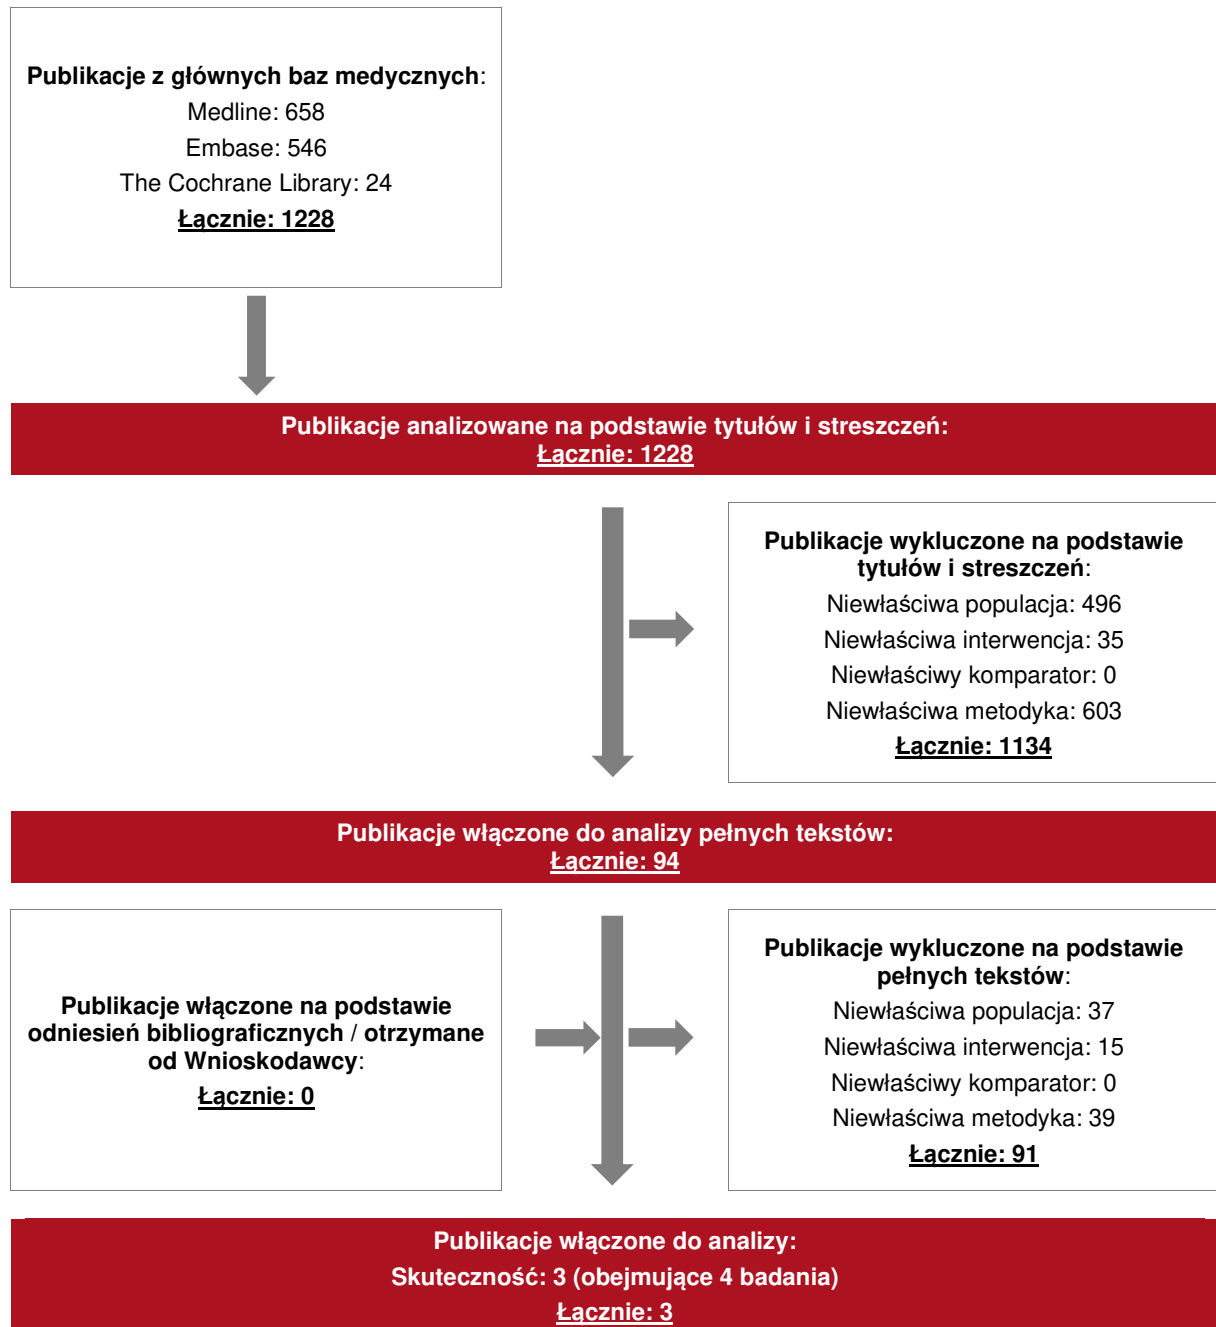 Publikacje z głównych baz medycznych:
Medline: 658
Embase: 546
The Cochrane Library: 24
Łącznie: 1228
Publikacje analizowane na podstawie tytułów i streszczeń:
Łącznie: 1228
Publikacje wykluczone na podstawie
tytułów i streszczeń:
Niewłaściwa populacja: 496
Niewłaściwa interwencja: 35
Niewłaściwy komparator: 0
Niewłaściwa metodyka: 603
Łącznie: 1134
Publikacje włączone do analizy pełnych tekstów:
Łącznie: 94
Publikacje włączone na podstawie
odniesień bibliograficznych / otrzymane
od Wnioskodawcy:
Łącznie: 0
Publikacje wykluczone na podstawie
pełnych tekstów:
Niewłaściwa populacja: 37
Niewłaściwa interwencja: 15
Niewłaściwy komparator: 0
Niewłaściwa metodyka: 39
Łącznie: 91
Publikacje włączone do analizy:
Skuteczność: 3 (obejmujące 4 badania)
Łącznie: 3